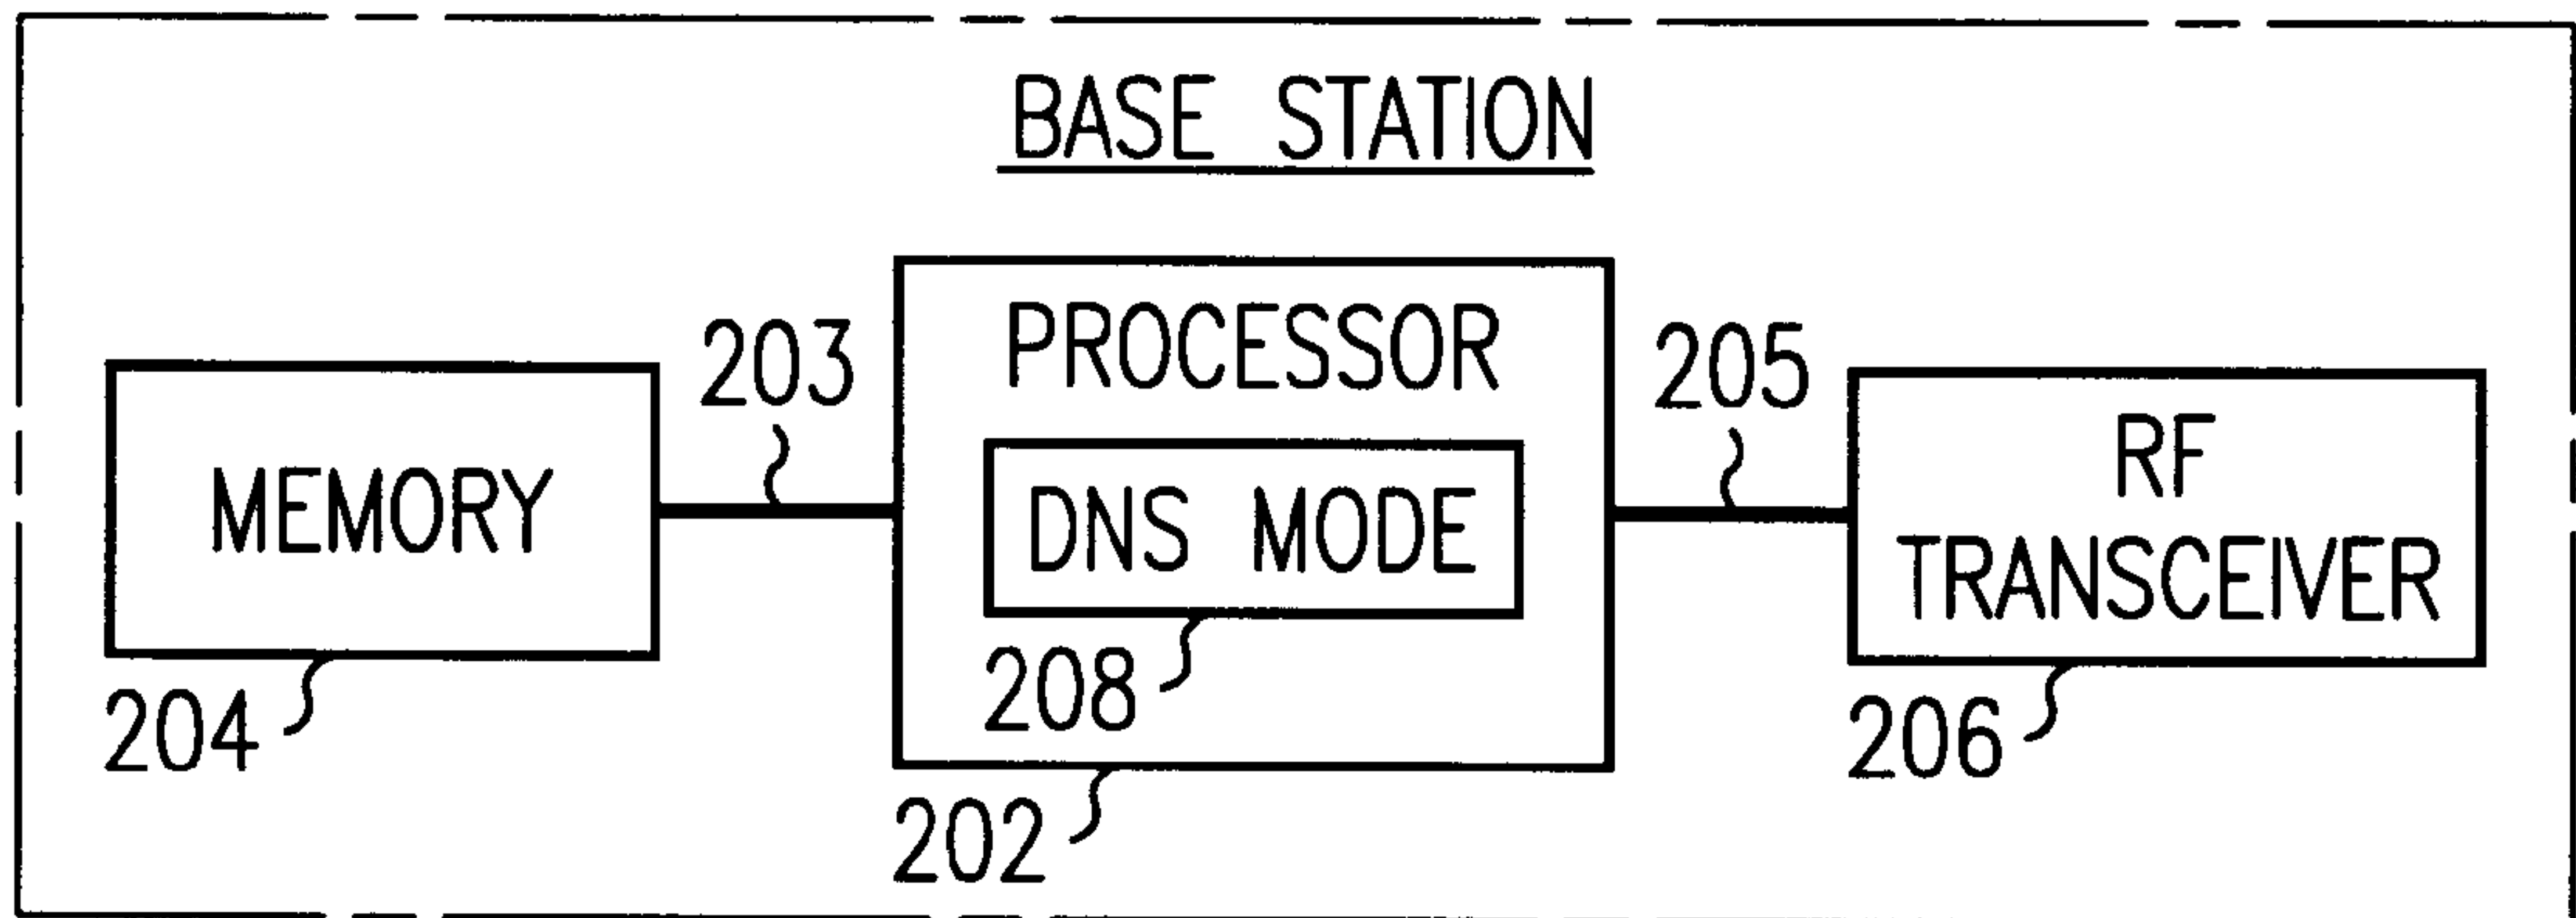 BASE STATION
PROCESSOR
203
205
MEMORY
DNS MODE
RF
TRANSCEIVER
208
204
206
202